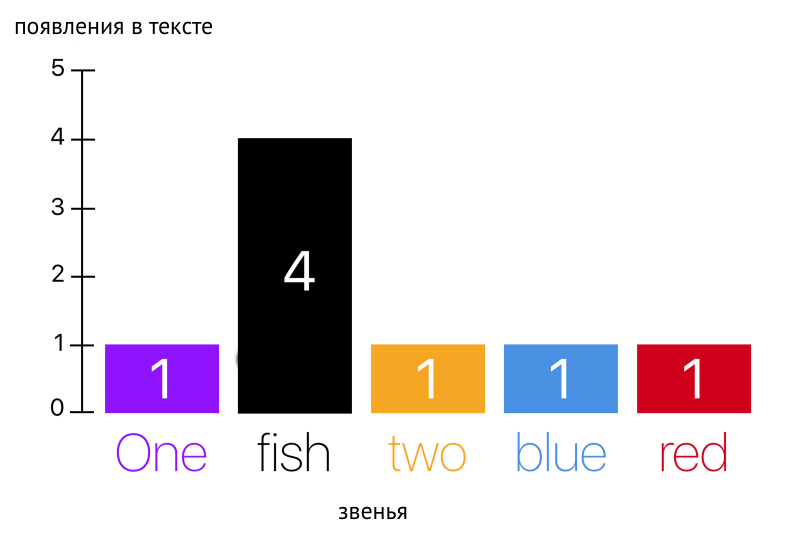 появления в тексте
5
4
3
2
1
0
1 4 1 1 1
One fish two blue red
звенья